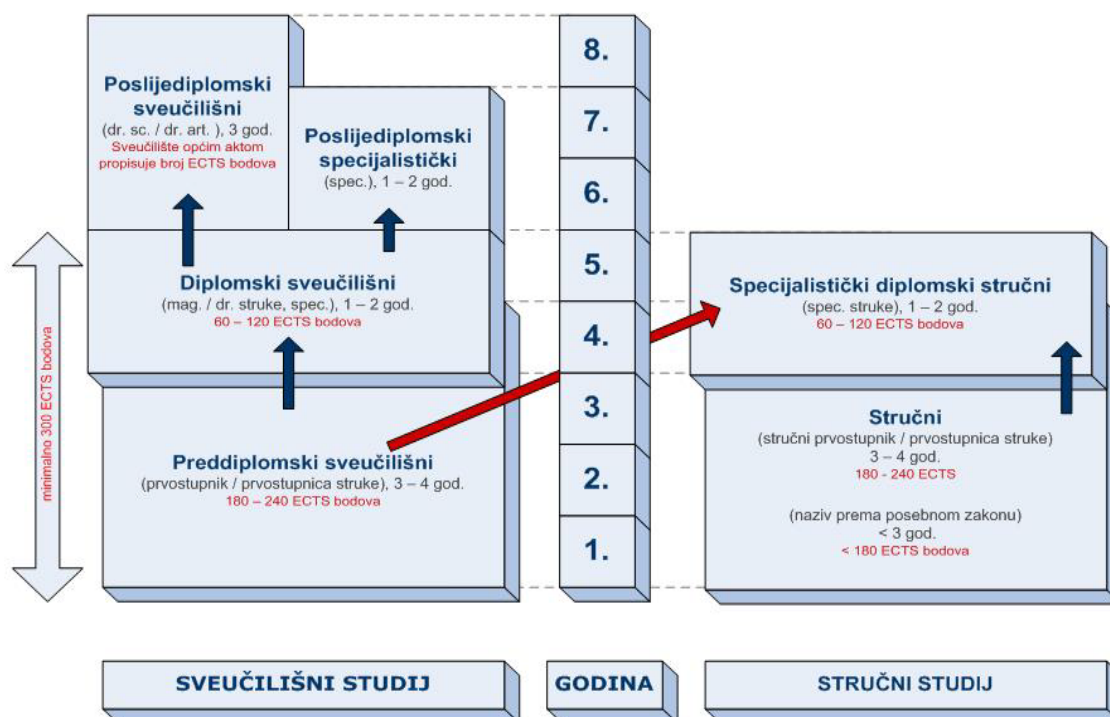 Poslijediplomski
sveučilišni
(dr. sc. / dr. art. ), 3 god.
Sveučilište općim aktom
propisuje broj ECTS bodova
Poslijediplomski
specijalistički
(spec.), 1 – 2 god.
Diplomski sveučilišni
(mag. / dr. struke, spec.), 1 – 2 god.
60 – 120 ECTS bodova
Preddiplomski sveučilišni
(prvostupnik / prvostupnica struke), 3 – 4 god.
180 – 240 ECTS bodova
minimalno 300 ECTS bodova
8.
7.
6.
5.
4.
3.
2.
1.
Specijalistički diplomski stručni
(spec. struke), 1 – 2 god.
60 – 120 ECTS bodova
Stručni
(stručni prvostupnik / prvostupnica struke)
3 – 4 god.
180 - 240 ECTS
(naziv prema posebnom zakonu)
< 3 god.
< 180 ECTS bodova
SVEUČILIŠNI STUDIJ
GODINA
STRUČNI STUDIJ